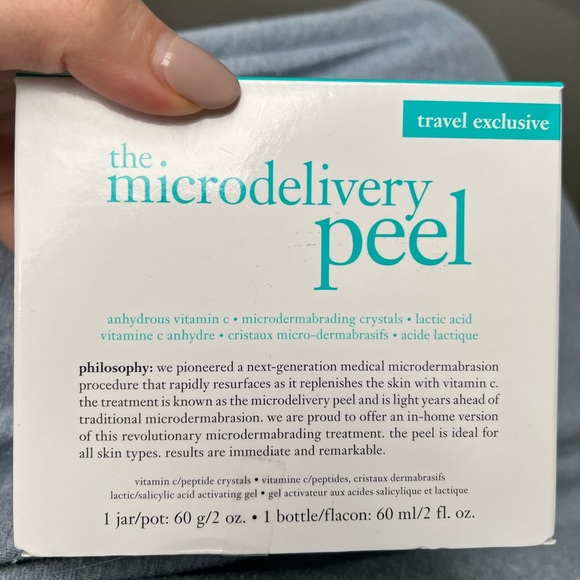 travel exclusive
the
microdelivery
peel
anhydrous vitamin c • microdermabrading crystals • lactic acid
vitamine c anhydre • cristaux micro-dermabrasifs • acide lactique
philosophy: we pioneered a next-generation medical microdermabrasion
procedure that rapidly resurfaces as it replenishes the skin with vitamin c.
the treatment is known as the microdelivery peel and is light years ahead of
traditional microdermabrasion. we are proud to offer an in-home version
of this revolutionary microdermabrading treatment. the peel is ideal for
all skin types. results are immediate and remarkable.
vitamin c/peptide crystals • vitamine c/peptides, cristaux dermabrasifs
lactic/salicylic acid activating gel • gel activateur aux acides salicylique et lactique
1 jar/pot: 60 g/2 oz. • 1 bottle/flacon: 60 ml/2 fl. oz.